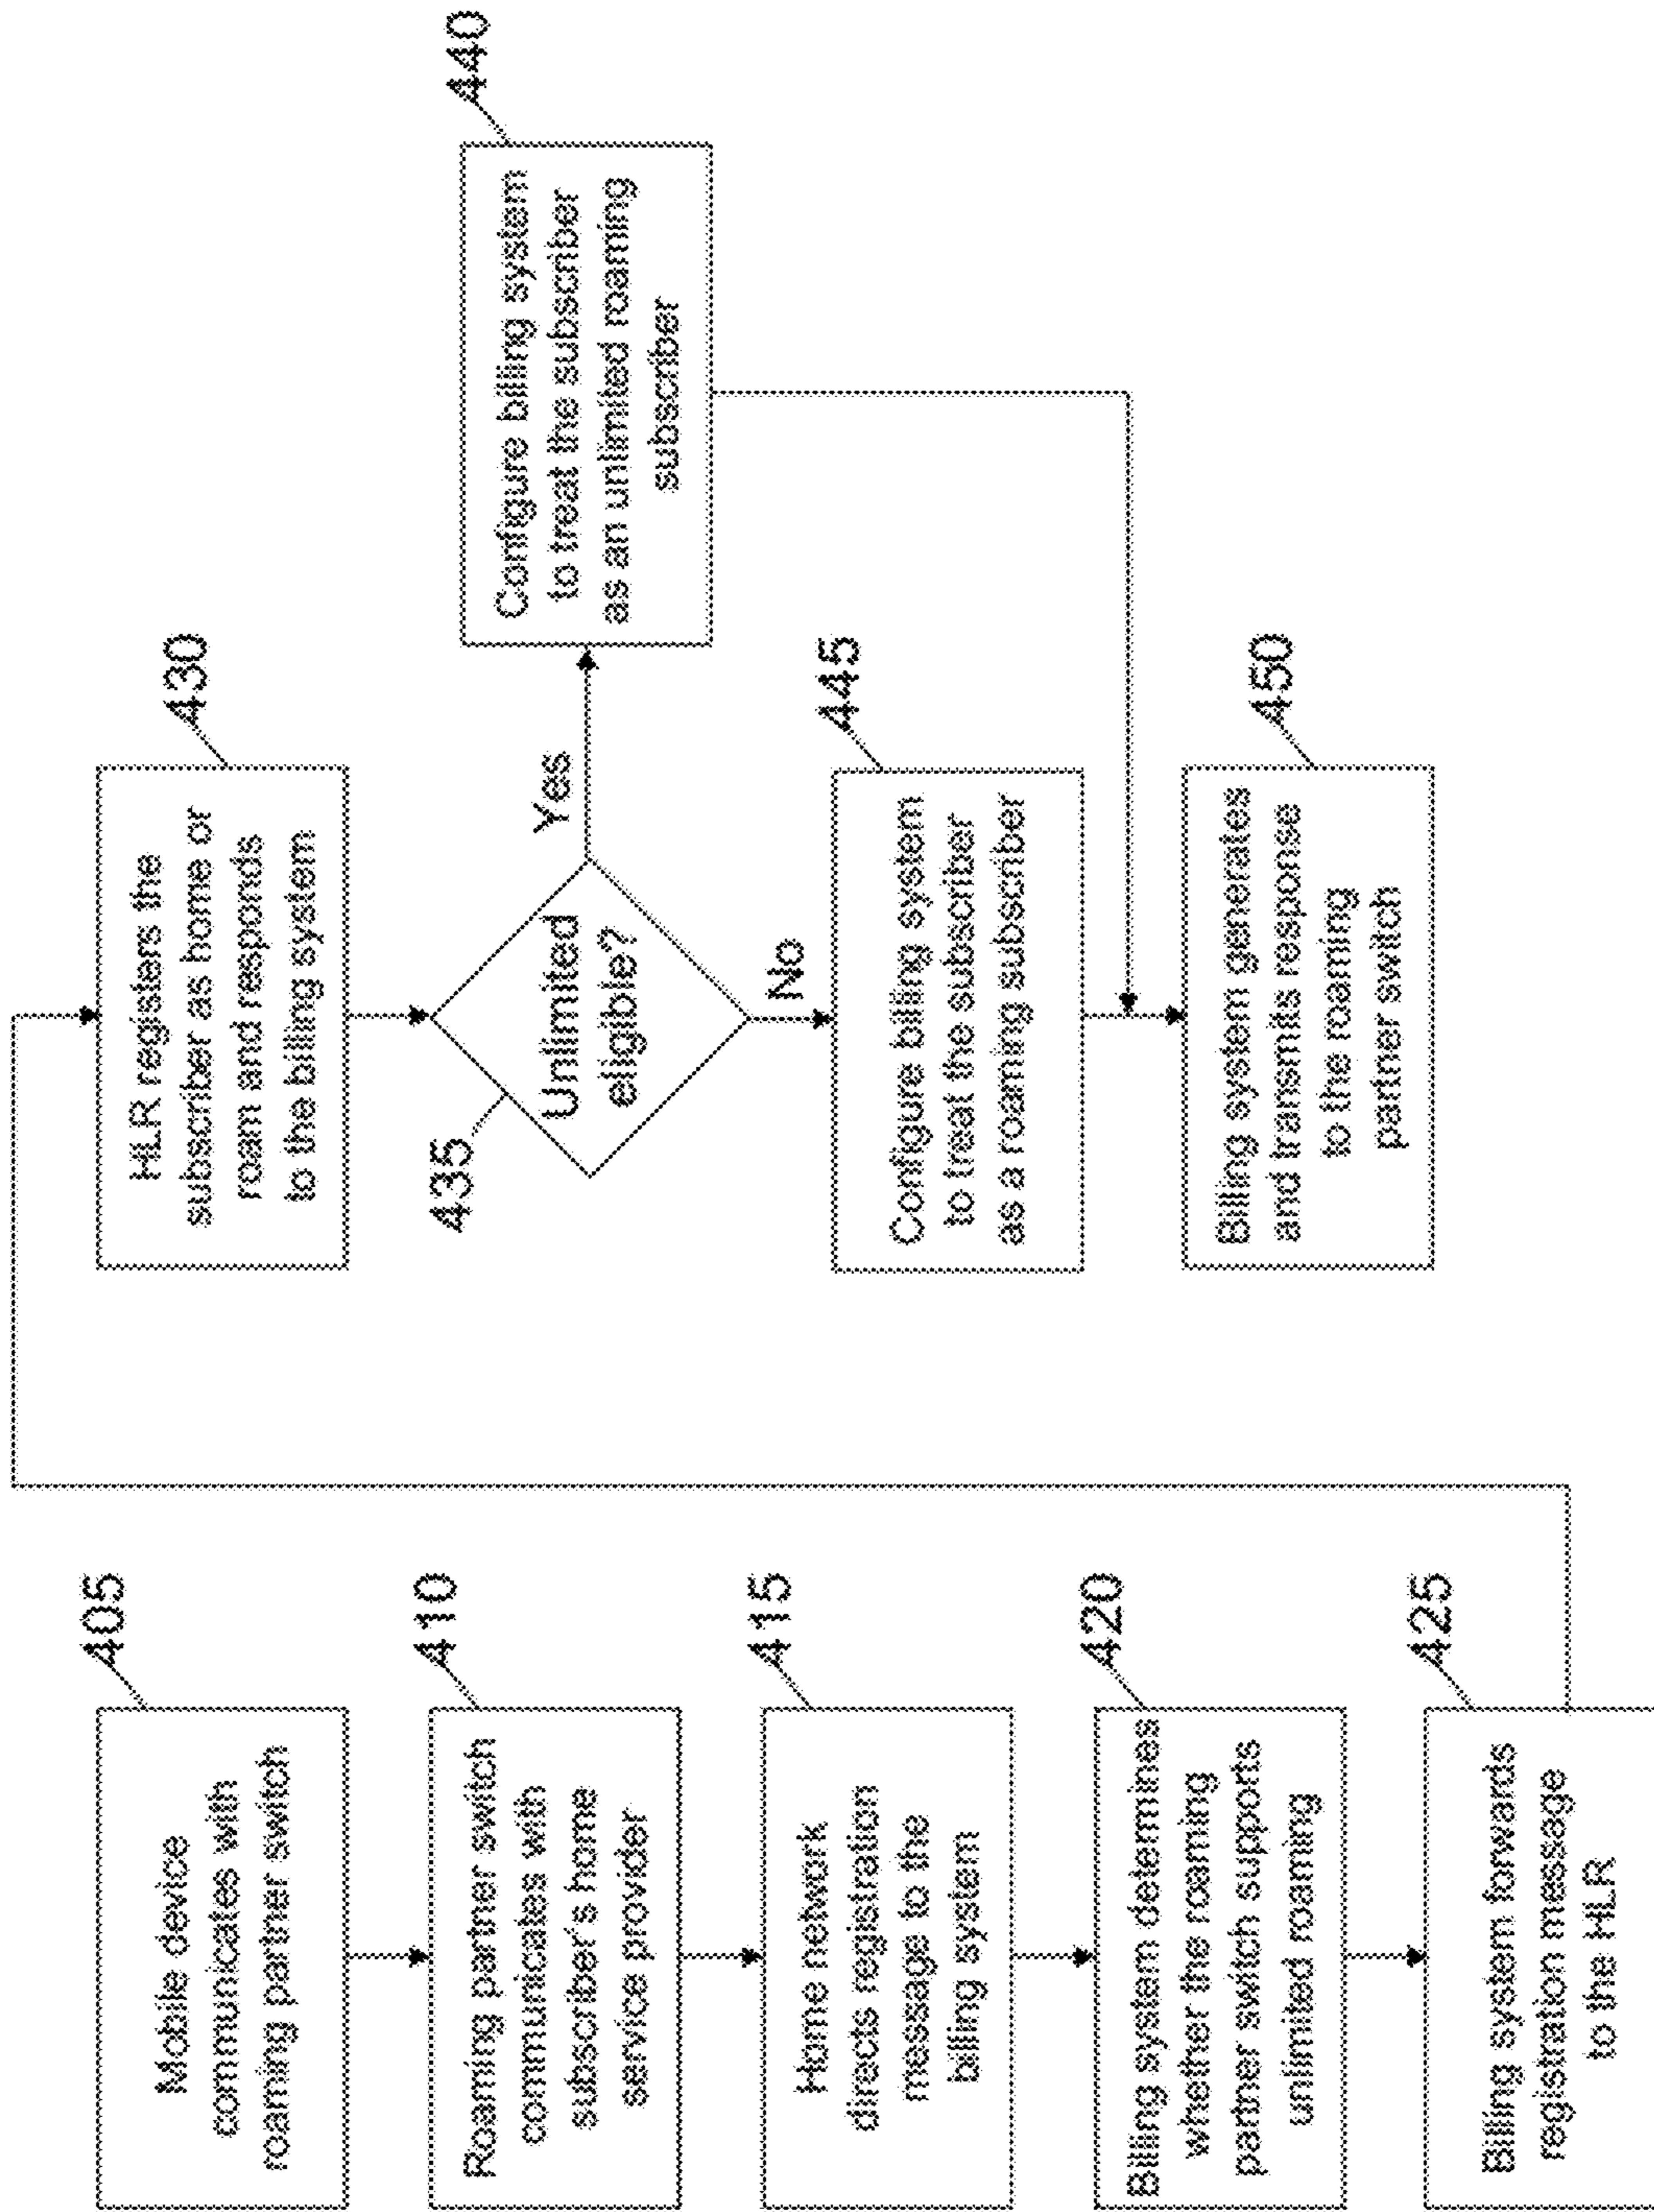 405
Mobile device
communicates with
roaming partner switch
410
Roaming partner switch
communicates with
subscriber's home
service provider
415
Home network
directs registration
message to the
billing system
420
Billing system determines
whether the roaming
partner switch supports
unlimited roaming
425
Billing system forwards
registration message
to the HLR
430
HLR registers the
subscriber as home or
roam and responds
to the billing system
435
Unlimited
eligible?
Yes
No
440
Configure billing system
to treat the subscriber
as an unlimited roaming
subscriber
445
Configure billing system
to treat the subscriber
as a roaming subscriber
450
Billing system generates
and transmits response
to the roaming
partner switch